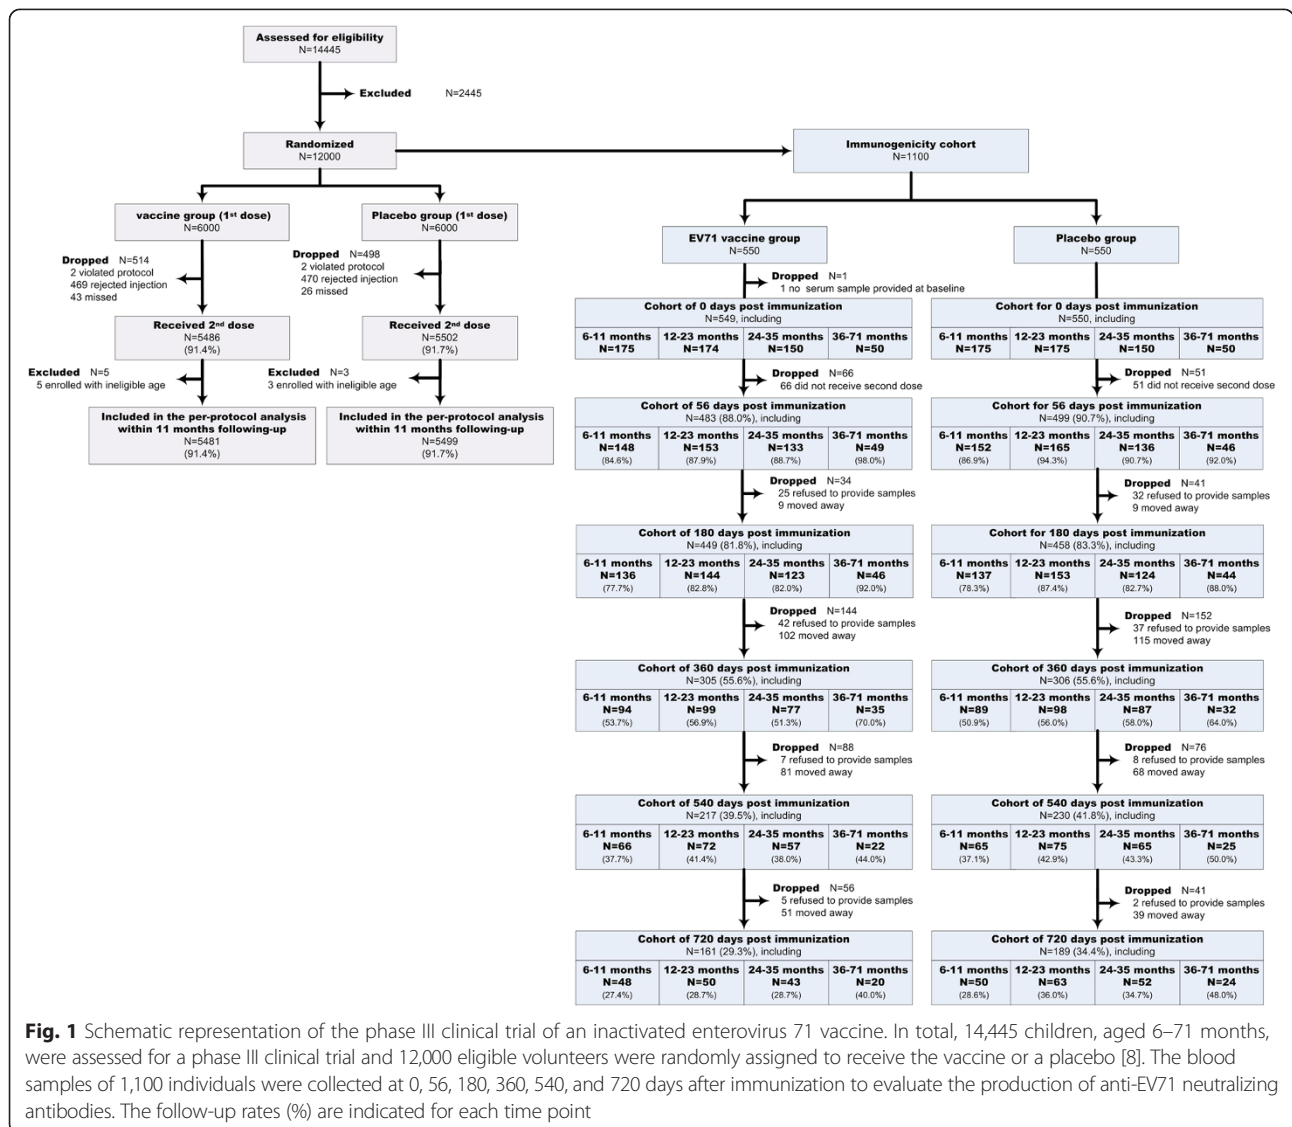 Assessed for eligibility
N=14445
Excluded N=2445
Randomized
N=12000
vaccine group (1st dose)
N=6000
Placebo group (1st dose)
N=6000
Dropped N=514
2 violated protocol
469 rejected injection
43 missed
Dropped N=498
2 violated protocol
470 rejected injection
26 missed
Received 2nd dose
N=5486
(91.4%)
Received 2nd dose
N=5502
(91.7%)
Excluded N=5
5 enrolled with ineligible age
Excluded N=3
3 enrolled with ineligible age
Included in the per-protocol analysis
within 11 months following-up
N=5481
(91.4%)
Included in the per-protocol analysis
within 11 months following-up
N=5499
(91.7%)
Immunogenicity cohort
N=1100
EV71 vaccine group
N=550
Dropped N=1
1 no serum sample provided at baseline
Cohort of 0 days post immunization
N=549, including
6-11 months 12-23 months 24-35 months 36-71 months
N=175 N=174 N=150 N=50
Dropped N=66
66 did not receive second dose
Cohort of 56 days post immunization
N=483 (88.0%), including
6-11 months 12-23 months 24-35 months 36-71 months
N=148 N=153 N=133 N=49
(84.6%) (87.9%) (88.7%) (98.0%)
Dropped N=34
25 refused to provide samples
9 moved away
Cohort of 180 days post immunization
N=449 (81.8%), including
6-11 months 12-23 months 24-35 months 36-71 months
N=136 N=144 N=123 N=46
(77.7%) (82.8%) (82.0%) (92.0%)
Dropped N=144
42 refused to provide samples
102 moved away
Cohort of 360 days post immunization
N=305 (55.6%), including
6-11 months 12-23 months 24-35 months 36-71 months
N=94 N=99 N=77 N=35
(53.7%) (56.9%) (51.3%) (70.0%)
Dropped N=88
7 refused to provide samples
81 moved away
Cohort of 540 days post immunization
N=217 (39.5%), including
6-11 months 12-23 months 24-35 months 36-71 months
N=66 N=72 N=57 N=22
(37.7%) (41.4%) (38.0%) (44.0%)
Dropped N=56
5 refused to provide samples
51 moved away
Cohort of 720 days post immunization
N=161 (29.3%), including
6-11 months 12-23 months 24-35 months 36-71 months
N=48 N=50 N=43 N=20
(27.4%) (28.7%) (28.7%) (40.0%)
Placebo group
N=550
Cohort for 0 days post immunization
N=550, including
6-11 months 12-23 months 24-35 months 36-71 months
N=175 N=175 N=150 N=50
Dropped N=51
51 did not receive second dose
Cohort for 56 days post immunization
N=499 (90.7%), including
6-11 months 12-23 months 24-35 months 36-71 months
N=152 N=165 N=136 N=46
(86.9%) (94.3%) (90.7%) (92.0%)
Dropped N=41
32 refused to provide samples
9 moved away
Cohort for 180 days post immunization
N=458 (83.3%), including
6-11 months 12-23 months 24-35 months 36-71 months
N=137 N=153 N=124 N=44
(78.3%) (87.4%) (82.7%) (88.0%)
Dropped N=152
37 refused to provide samples
115 moved away
Cohort of 360 days post immunization
N=306 (55.6%), including
6-11 months 12-23 months 24-35 months 36-71 months
N=89 N=98 N=87 N=32
(50.9%) (56.0%) (58.0%) (64.0%)
Dropped N=76
8 refused to provide samples
68 moved away
Cohort of 540 days post immunization
N=230 (41.8%), including
6-11 months 12-23 months 24-35 months 36-71 months
N=65 N=75 N=65 N=25
(37.1%) (42.9%) (43.3%) (50.0%)
Dropped N=41
2 refused to provide samples
39 moved away
Cohort of 720 days post immunization
N=189 (34.4%), including
6-11 months 12-23 months 24-35 months 36-71 months
N=50 N=63 N=52 N=24
(28.6%) (36.0%) (34.7%) (48.0%)
Fig. 1 Schematic representation of the phase III clinical trial of an inactivated enterovirus 71 vaccine. In total, 14,445 children, aged 6–71 months,
were assessed for a phase III clinical trial and 12,000 eligible volunteers were randomly assigned to receive the vaccine or a placebo [8]. The blood
samples of 1,100 individuals were collected at 0, 56, 180, 360, 540, and 720 days after immunization to evaluate the production of anti-EV71 neutralizing
antibodies. The follow-up rates (%) are indicated for each time point